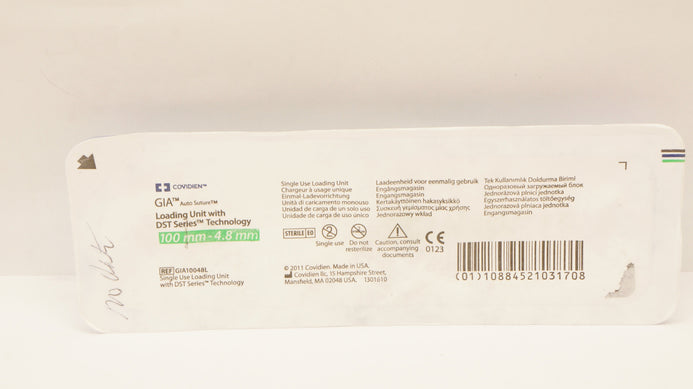 COVIDIEN™
GIA™ Auto Suture™
Loading Unit with
DST Series™ Technology
100 mm - 4.8 mm
REF GIA10048L
Single Use Loading Unit
with DST Series™ Technology
Single Use Loading Unit
Chargeur à usage unique
Einmal-Ladevorrichtung
Unità di caricamento monouso
Unidad de carga de un solo uso
Unidade de carga de uso único
Laadeenheid voor eenmalig gebruik
Engångsmagasin
Kertakäyttöinen hakasyksikkö
Engangsmagasin
Συσκευή γεμίσματος μίας χρήσης
Jednorazowy wkład
Tek Kullanımlık Doldurma Birimi
Одноразовый загружаемый блок
Jednorázová plnicí jednotka
Egyszerhasználatos töltőegység
Jednorazová plniaca jednotka
Engangsmagasin
STERILE EO
Single use
Do not
resterilize
Caution, consult
accompanying
documents
CE
0123
© 2011 Covidien. Made in USA.
Covidien llc, 15 Hampshire Street,
Mansfield, MA 02048 USA. 1301610
(01)10884521031708
no date